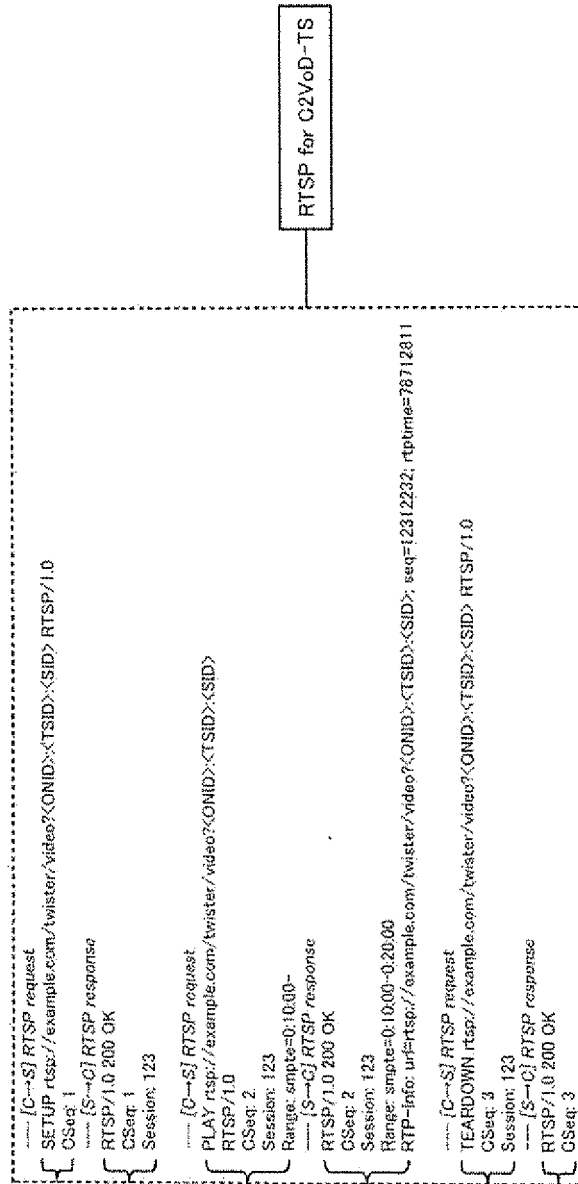 ---- [C→S] RTSP request
SETUP rtsp://example.com/twister/video?<ONID>:<TSID>:<SID> RTSP/1.0
CSeq: 1
---- [S→C] RTSP response
RTSP/1.0 200 OK
CSeq: 1
Session: 123
---- [C→S] RTSP request
PLAY rtsp://example.com/twister/video?<ONID>:<TSID>:<SID>
RTSP/1.0
CSeq: 2
Session: 123
Range: smpte=0:10:00-
---- [S→C] RTSP response
RTSP/1.0 200 OK
CSeq: 2
Session: 123
Range: smpte=0:10:00-0:20:00
RTP-Info: url=rtsp://example.com/twister/video?<ONID>:<TSID>:<SID>; seq=12312232; rtptime=78712811
---- [C→S] RTSP request
TEARDOWN rtsp://example.com/twister/video?<ONID>:<TSID>:<SID> RTSP/1.0
CSeq: 3
Session: 123
---- [S→C] RTSP response
RTSP/1.0 200 OK
CSeq: 3
RTSP for C2VoD-TS